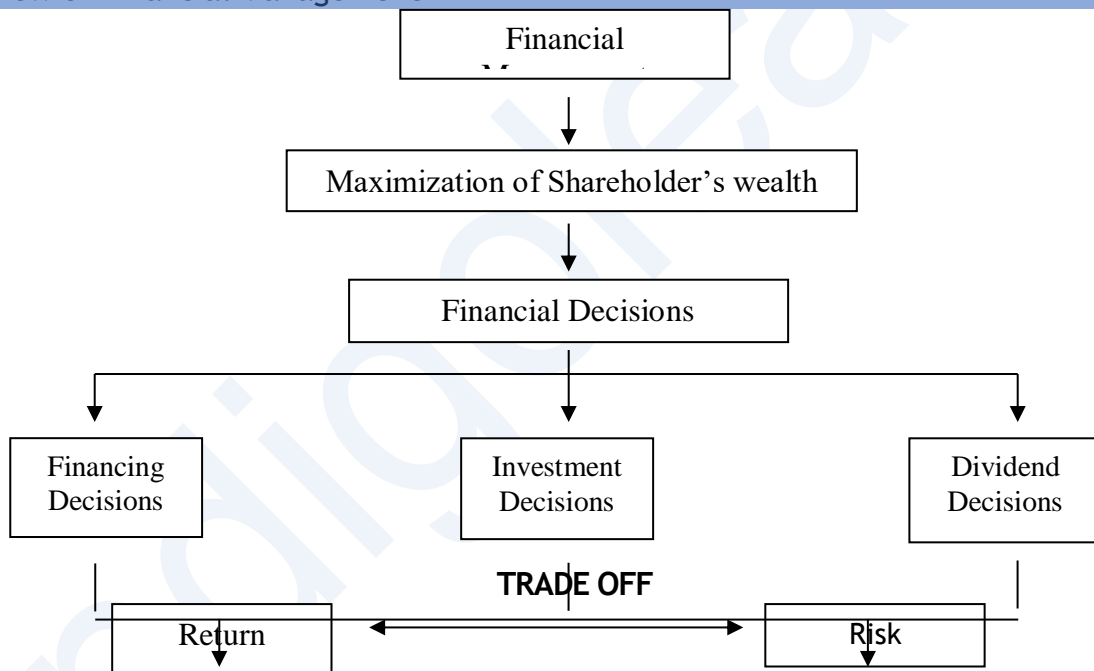 Financial
Maximization of Shareholder’s wealth
Financial Decisions
Financing
Decisions
Investment
Decisions
Dividend
Decisions
TRADE OFF
Return
Risk